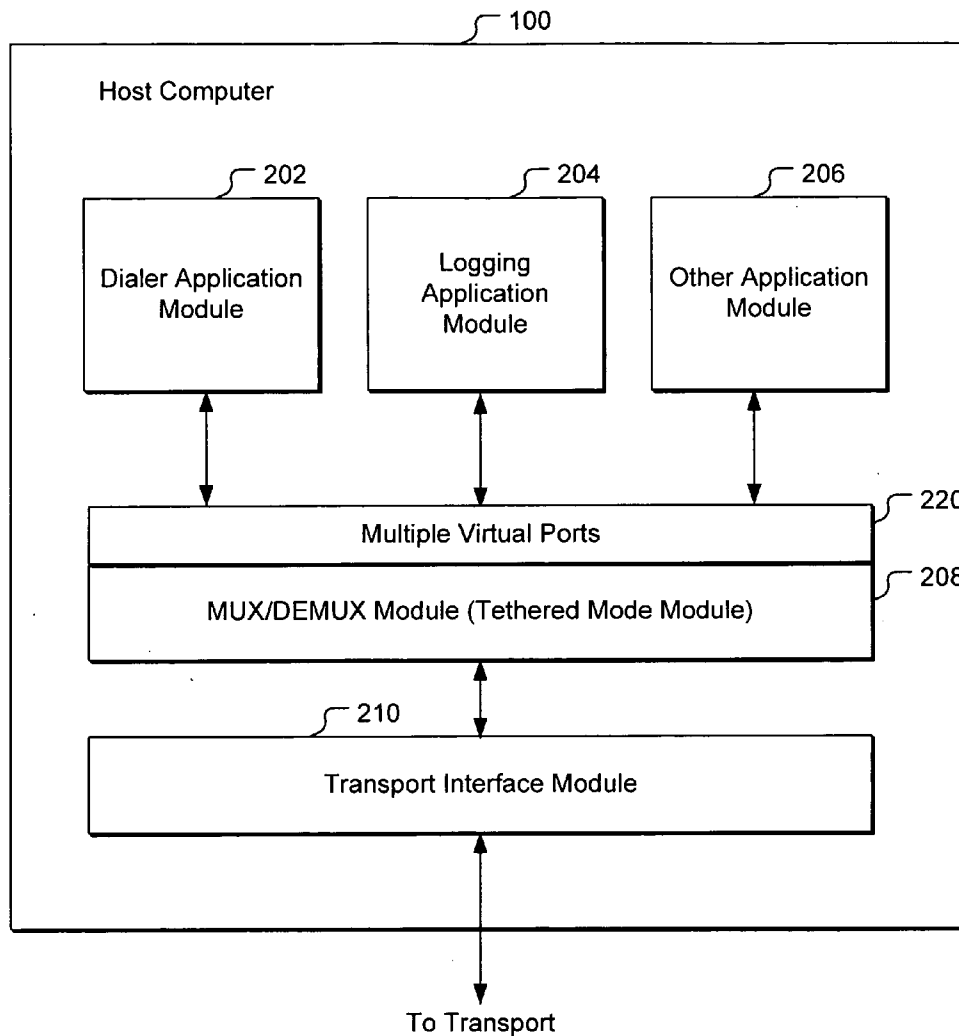 100
Host Computer
202
204
206
Dialer Application
Module
Logging
Application
Module
Other Application
Module
220
Multiple Virtual Ports
208
MUX/DEMUX Module (Tethered Mode Module)
210
Transport Interface Module
To Transport